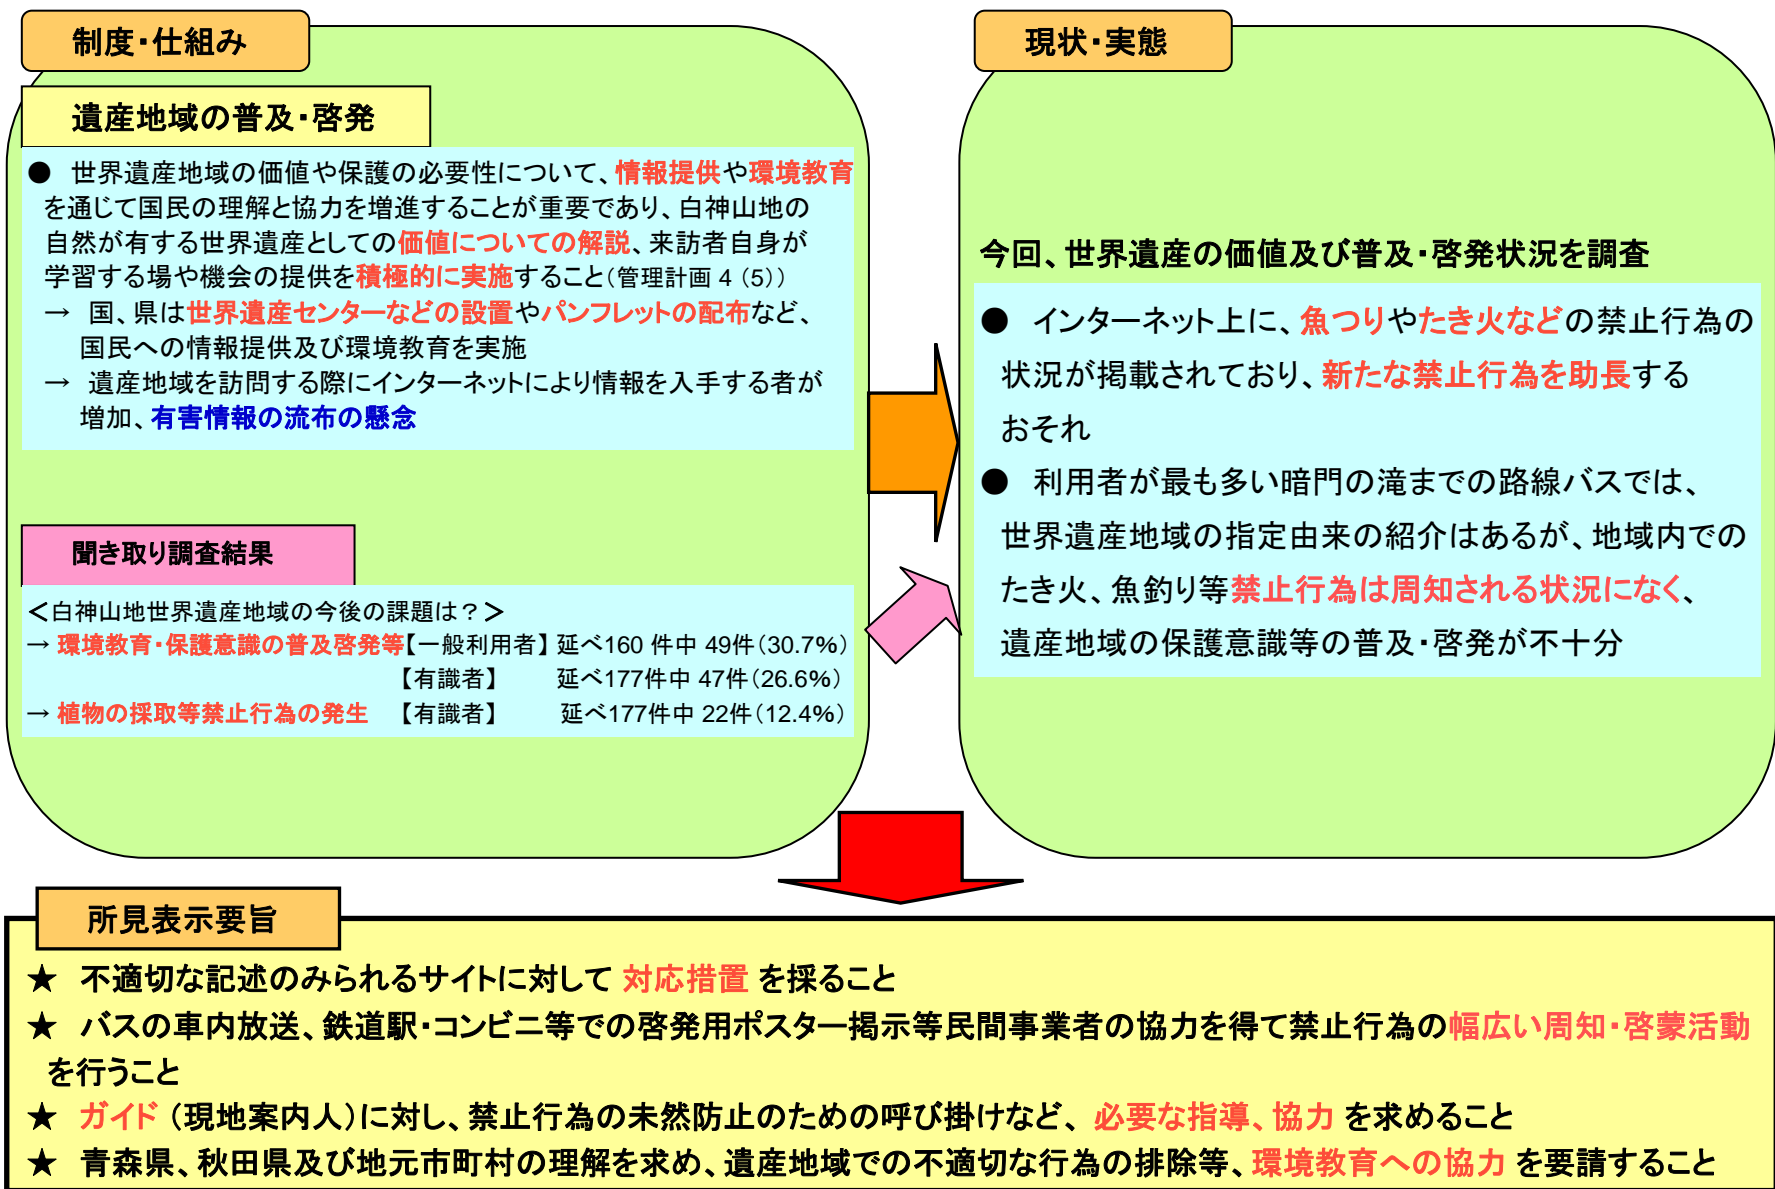 制度・仕組み
遺産地域の普及・啓発
● 世界遺産地域の価値や保護の必要性について、情報提供や環境教育
を通じて国民の理解と協力を増進することが重要であり、白神山地の
自然が有する世界遺産としての価値についての解説、来訪者自身が
学習する場や機会の提供を積極的に実施すること(管理計画 4 (5))
→ 国、県は世界遺産センターなどの設置やパンフレットの配布など、
国民への情報提供及び環境教育を実施
→ 遺産地域を訪問する際にインターネットにより情報を入手する者が
増加、有害情報の流布の懸念
聞き取り調査結果
<白神山地世界遺産地域の今後の課題は？>
→ 環境教育・保護意識の普及啓発等【一般利用者】 延べ160 件中 49件(30.7%)
【有識者】 延べ177件中 47件(26.6%)
→ 植物の採取等禁止行為の発生 【有識者】 延べ177件中 22件(12.4%)
現状・実態
今回、世界遺産の価値及び普及・啓発状況を調査
● インターネット上に、魚つりやたき火などの禁止行為の
状況が掲載されており、新たな禁止行為を助長する
おそれ
● 利用者が最も多い暗門の滝までの路線バスでは、
世界遺産地域の指定由来の紹介はあるが、地域内での
たき火、魚釣り等禁止行為は周知される状況になく、
遺産地域の保護意識等の普及・啓発が不十分
所見表示要旨
★ 不適切な記述のみられるサイトに対して 対応措置 を採ること
★ バスの車内放送、鉄道駅・コンビニ等での啓発用ポスター掲示等民間事業者の協力を得て禁止行為の幅広い周知・啓蒙活動
を行うこと
★ ガイド (現地案内人)に対し、禁止行為の未然防止のための呼び掛けなど、必要な指導、協力 を求めること
★ 青森県、秋田県及び地元市町村の理解を求め、遺産地域での不適切な行為の排除等、環境教育への協力 を要請すること